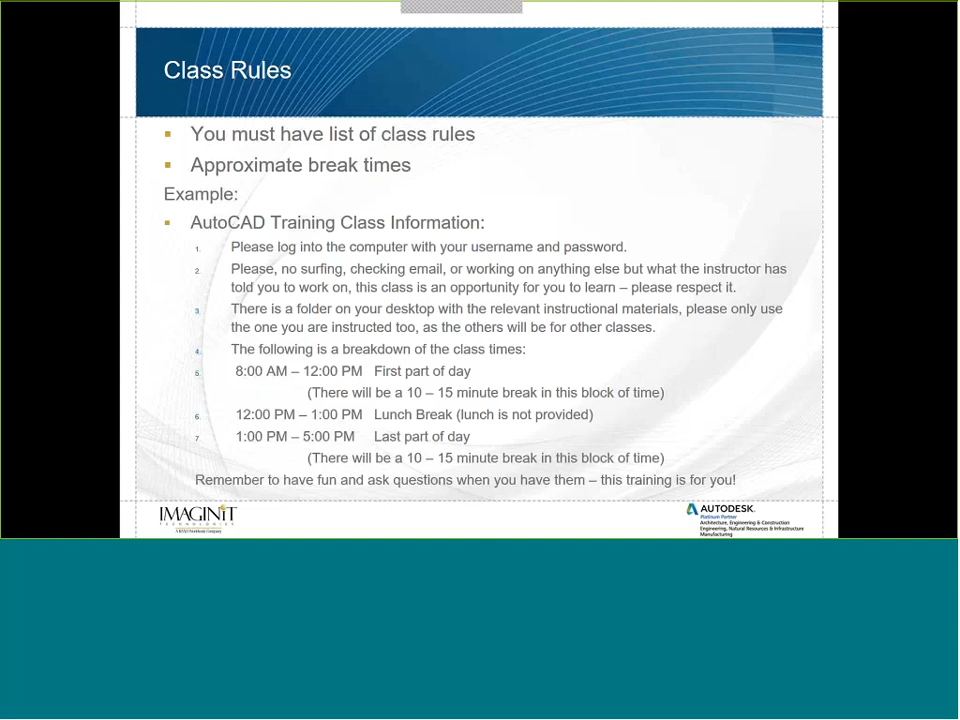 Class Rules
You must have list of class rules
Approximate break times
Example:
AutoCAD Training Class Information:
1. Please log into the computer with your username and password.
2. Please, no surfing, checking email, or working on anything else but what the instructor has
told you to work on, this class is an opportunity for you to learn – please respect it.
3. There is a folder on your desktop with the relevant instructional materials, please only use
the one you are instructed too, as the others will be for other classes.
4. The following is a breakdown of the class times:
5. 8:00 AM – 12:00 PM First part of day
(There will be a 10 – 15 minute break in this block of time)
6. 12:00 PM – 1:00 PM Lunch Break (lunch is not provided)
7. 1:00 PM – 5:00 PM Last part of day
(There will be a 10 – 15 minute break in this block of time)
Remember to have fun and ask questions when you have them – this training is for you!
IMAGINiT
TECHNOLOGIES
A RAND Worldwide Company
AUTODESK.
Platinum Partner
Architecture, Engineering & Construction
Engineering, Natural Resources & Infrastructure
Manufacturing